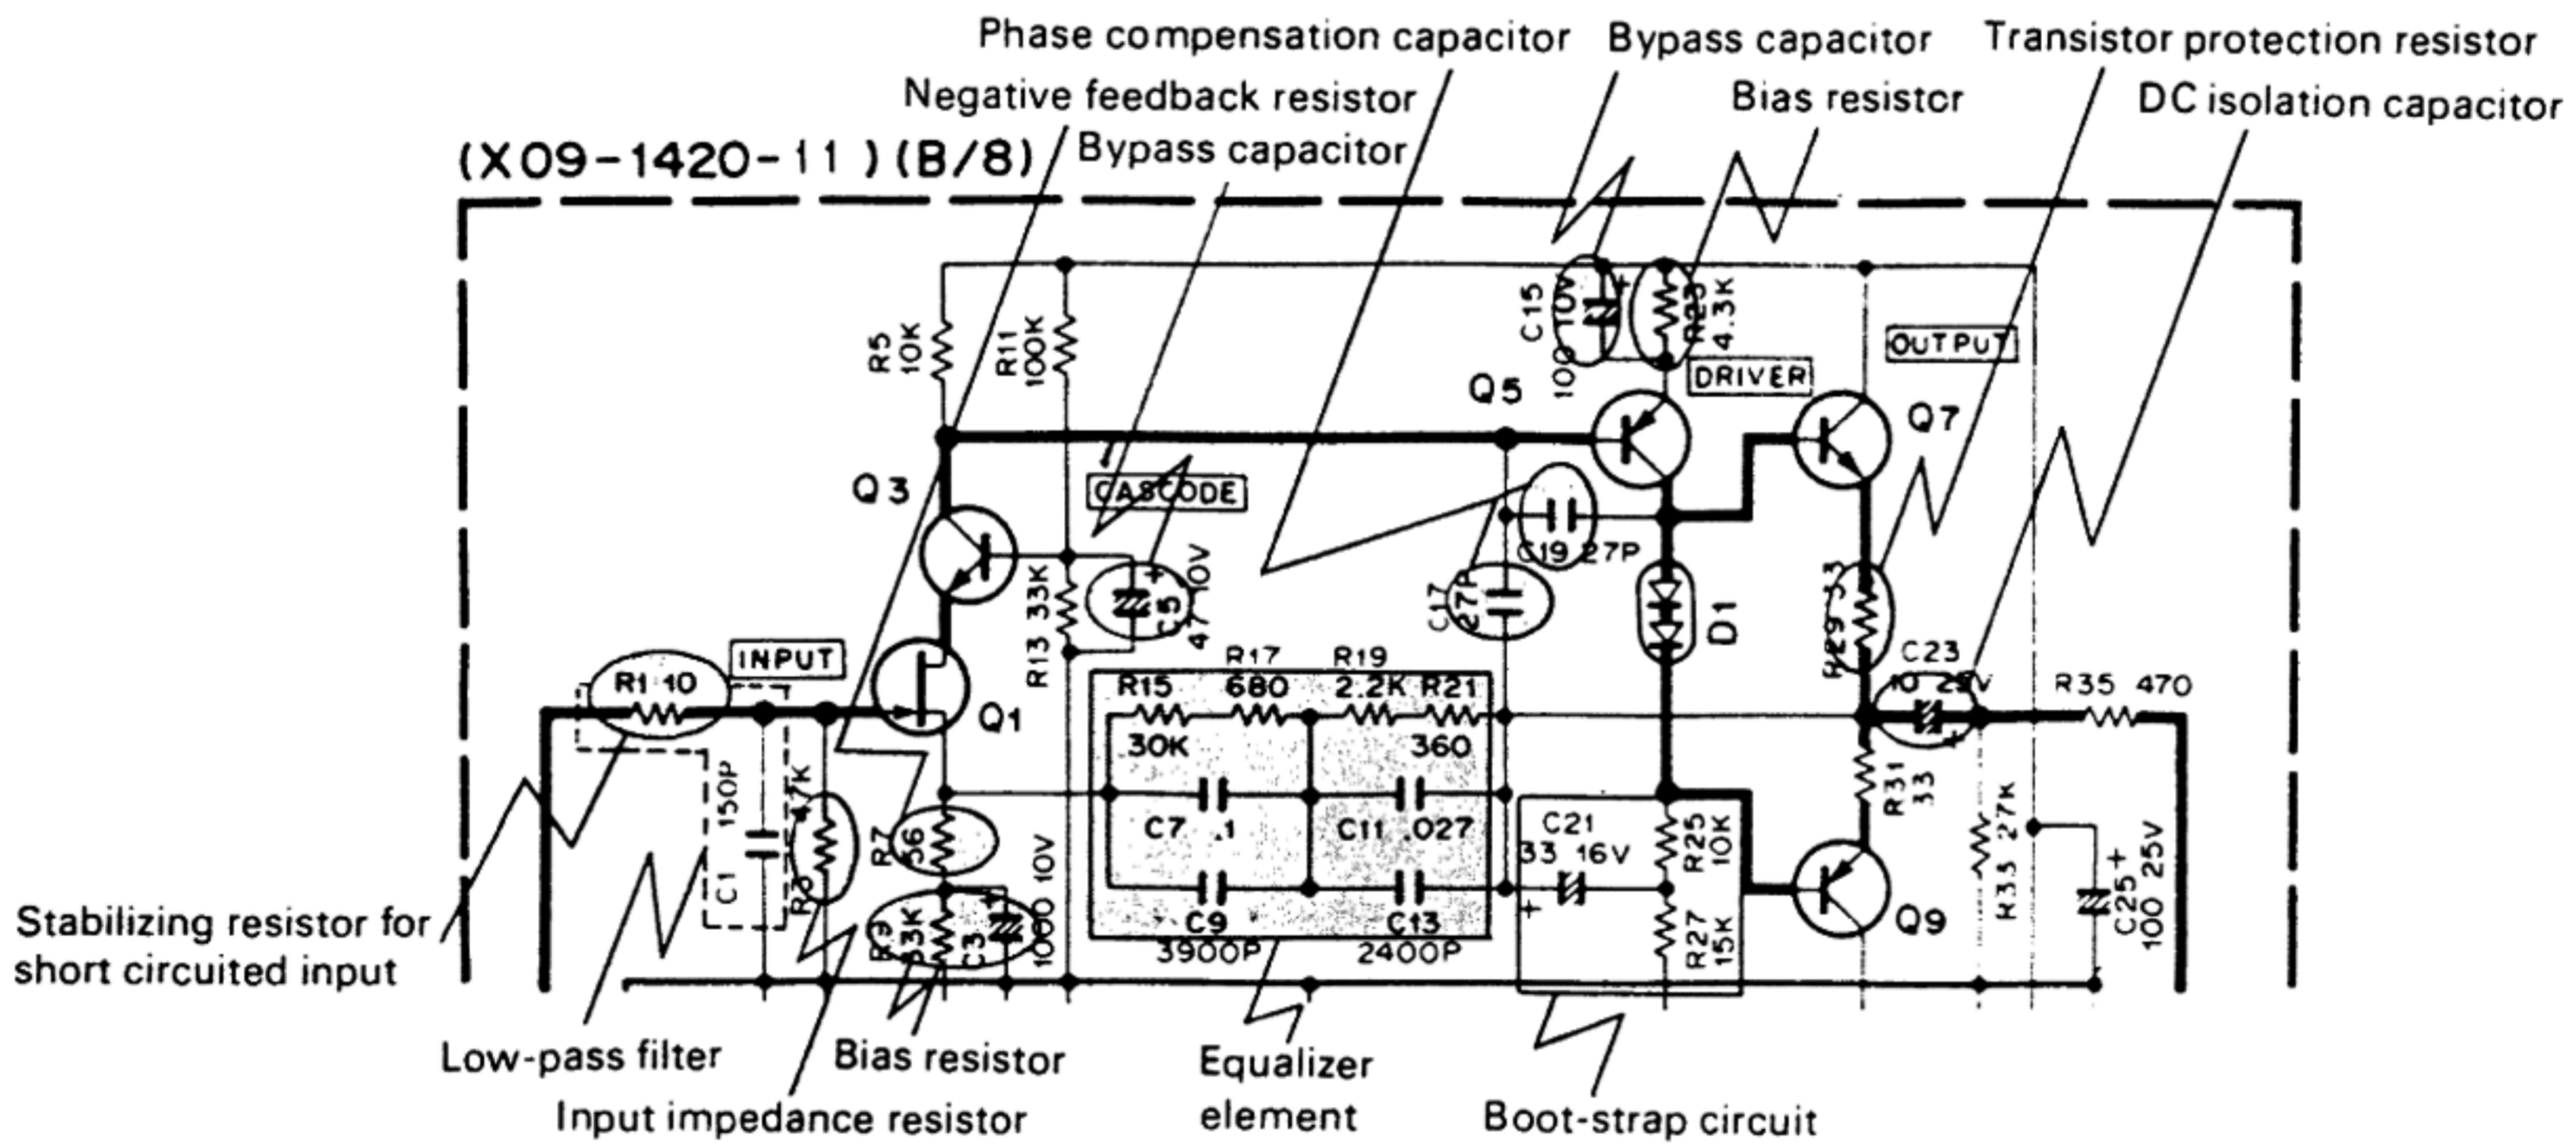 Phase compensation capacitor
Bypass capacitor
Transistor protection resistor
Negative feedback resistor
Bias resistor
DC isolation capacitor
(X09-1420-11)(B/8)
Bypass capacitor
R5
10K
R11
100K
C15
100 10V
+
R23
4.3K
OUTPUT
DRIVER
Q5
Q7
Q3
CASCODE
C19 27P
R13 33K
+
C5
47 10V
C17
27P
D1
R29 33
INPUT
R1 10
Q1
R17
R19
R15
680
2.2K
R21
30K
360
C23
10 25V
+
R35 470
R31
33
C1 150P
R3 47K
R7
56
C7 .1
C11 .027
C21
33 16V
+
R25
10K
R33 27K
+
C25
100 25V
R9
C3
+
1000 10V
C9
3900P
C13
2400P
R27
15K
Q9
Stabilizing resistor for
short circuited input
Low-pass filter
Bias resistor
Equalizer
element
Input impedance resistor
Boot-strap circuit